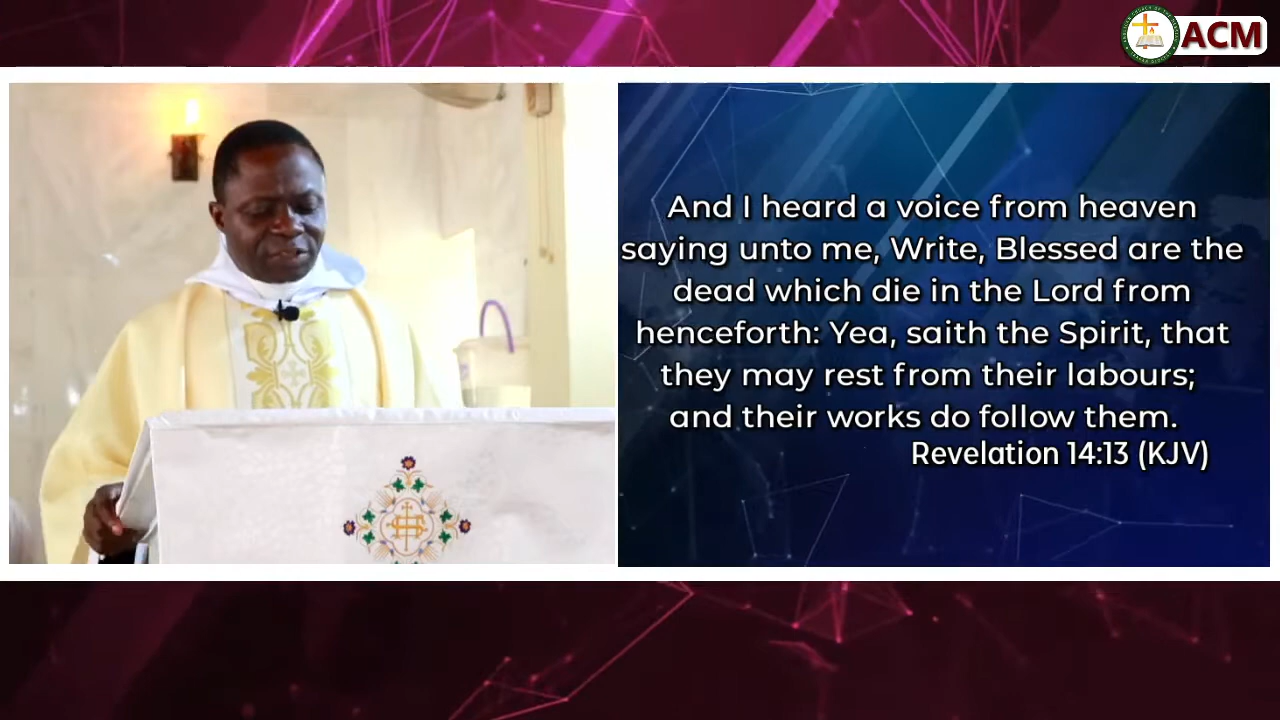 ACM
And I heard a voice from heaven
saying unto me, Write, Blessed are the
dead which die in the Lord from
henceforth: Yea, saith the Spirit, that
they may rest from their labours;
and their works do follow them.
Revelation 14:13 (KJV)